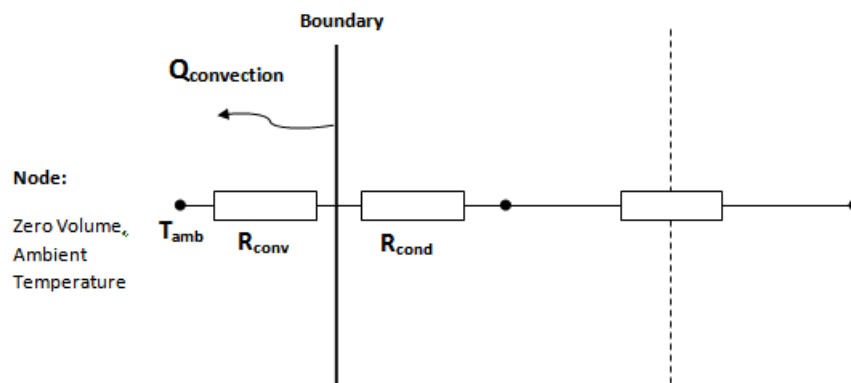 Boundary
Qconvection
Node:
Zero Volume,
Ambient
Temperature
Tamb
Rconv
Rcond